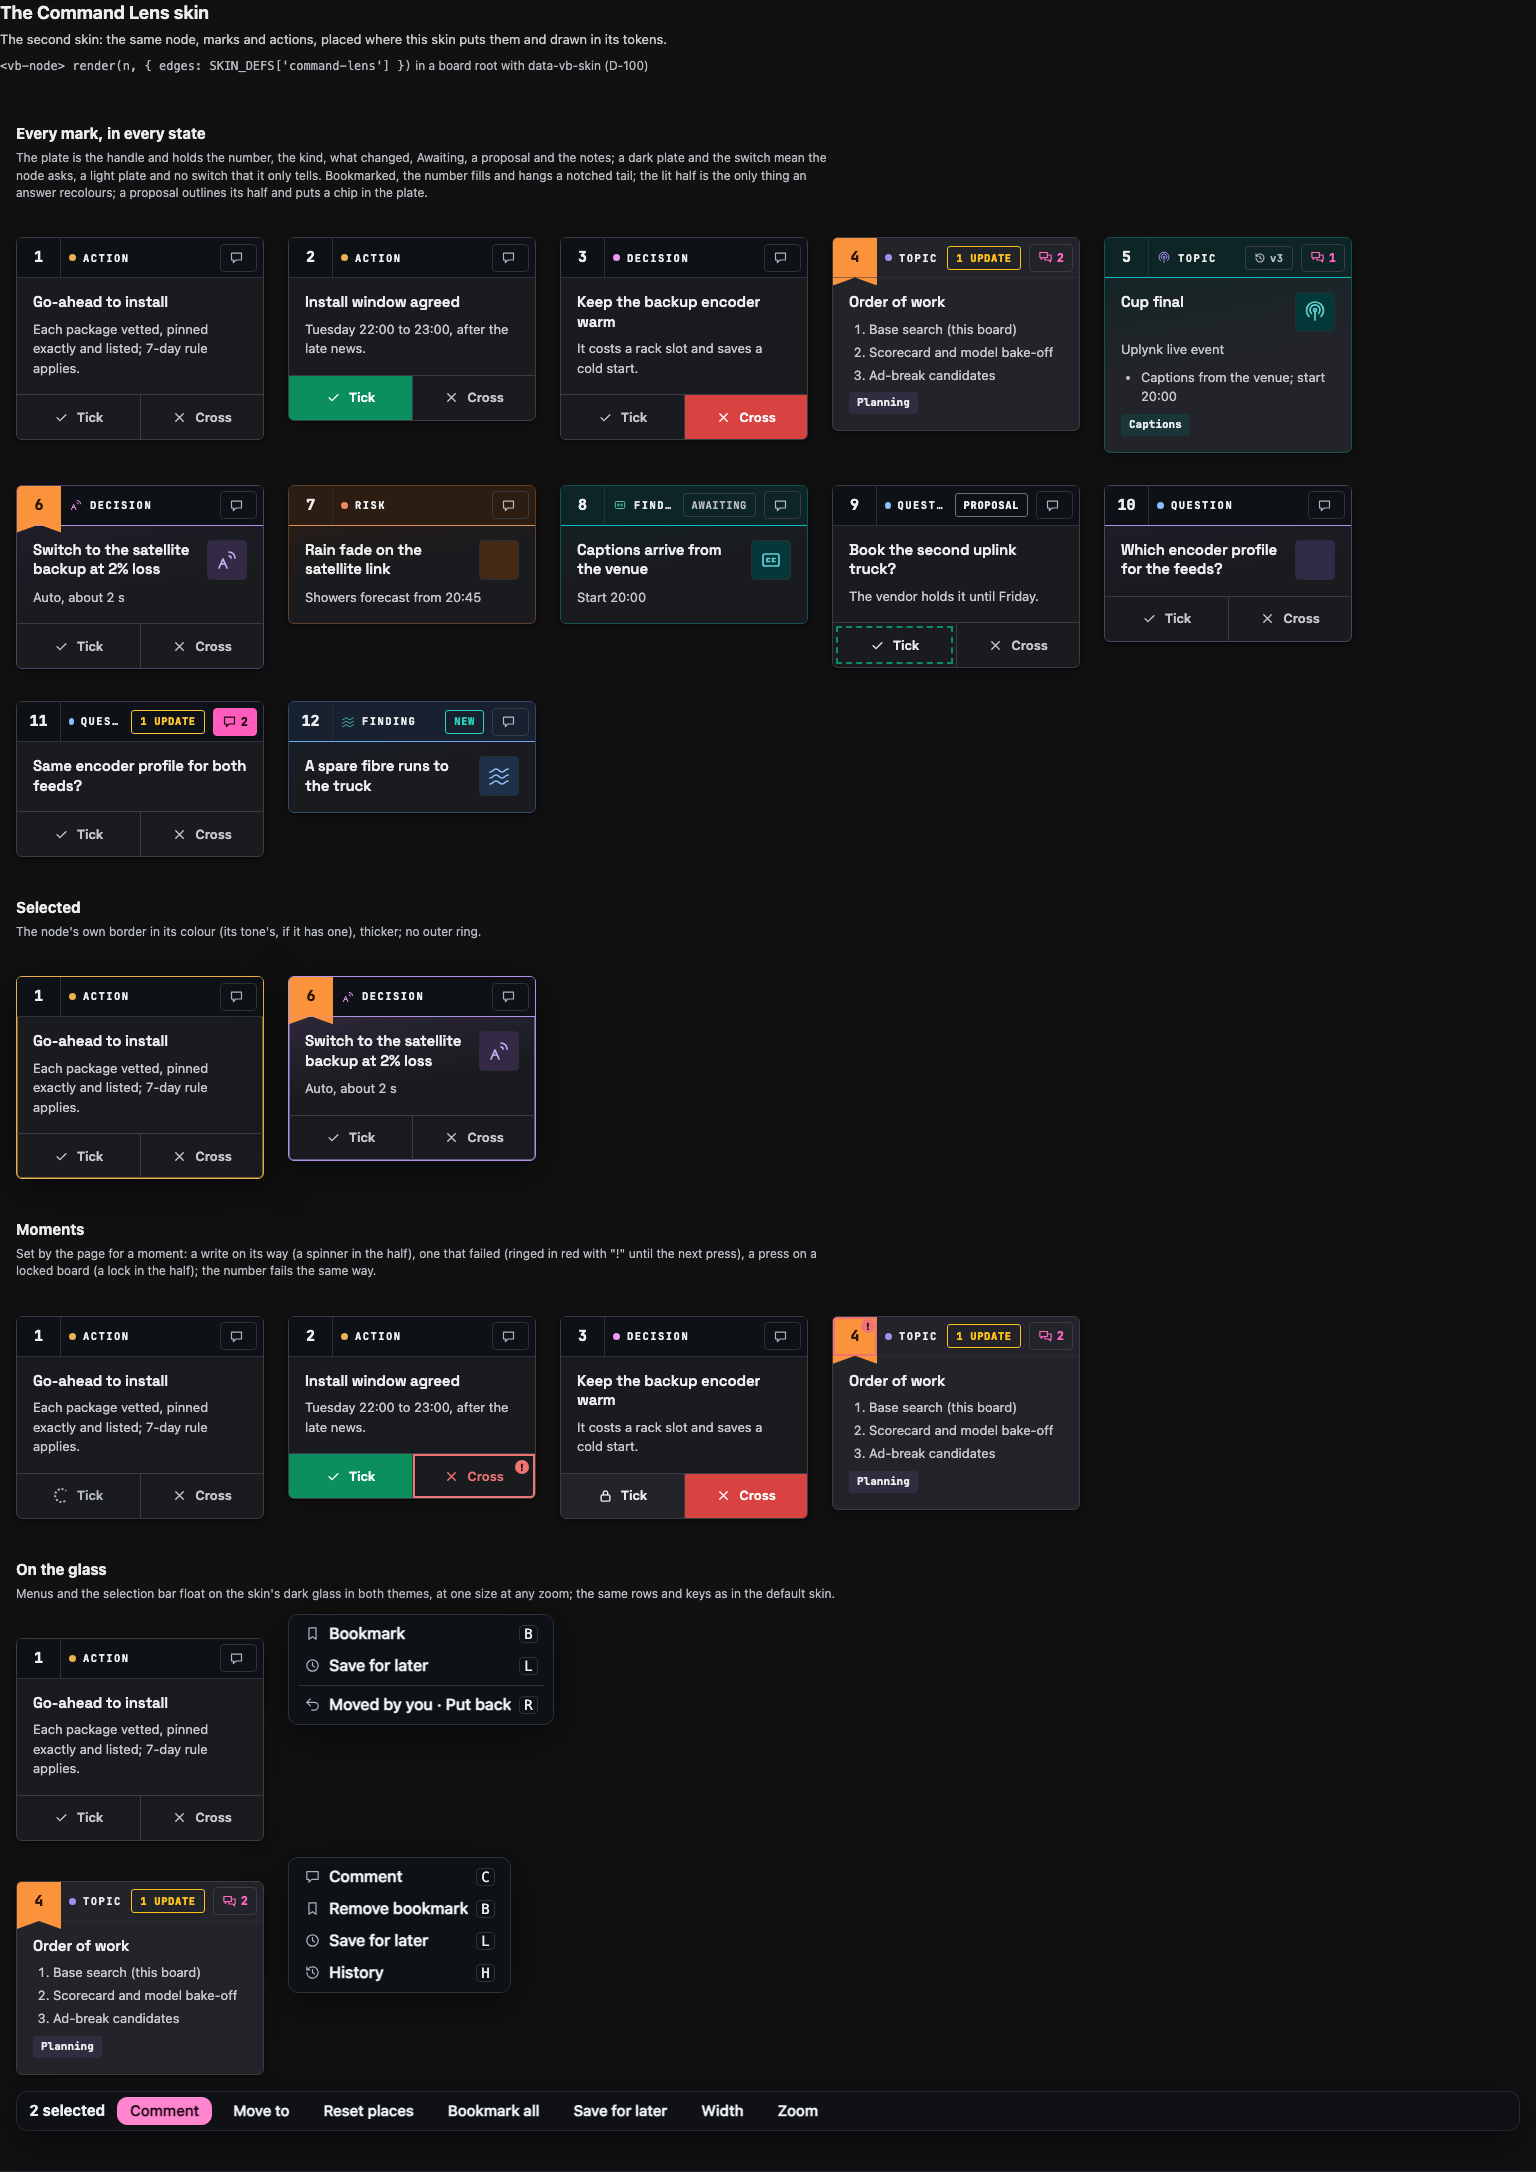 The Command Lens skin
The second skin: the same node, marks and actions, placed where this skin puts them and drawn in its tokens.
<vb-node> render(n, { edges: SKIN_DEFS['command-lens'] }) in a board root with data-vb-skin (D-100)
Every mark, in every state
The plate is the handle and holds the number, the kind, what changed, Awaiting, a proposal and the notes; a dark plate and the switch mean the
node asks, a light plate and no switch that it only tells. Bookmarked, the number fills and hangs a notched tail; the lit half is the only thing an
answer recolours; a proposal outlines its half and puts a chip in the plate.
1 ACTION
Go-ahead to install
Each package vetted, pinned
exactly and listed; 7-day rule
applies.
Tick Cross
2 ACTION
Install window agreed
Tuesday 22:00 to 23:00, after the
late news.
Tick Cross
3 DECISION
Keep the backup encoder
warm
It costs a rack slot and saves a
cold start.
Tick Cross
4 TOPIC 1 UPDATE 2
Order of work
1. Base search (this board)
2. Scorecard and model bake-off
3. Ad-break candidates
Planning
5 TOPIC v3 1
Cup final
Uplynk live event
• Captions from the venue; start
20:00
Captions
6 DECISION
Switch to the satellite
backup at 2% loss
Auto, about 2 s
Tick Cross
7 RISK
Rain fade on the
satellite link
Showers forecast from 20:45
8 FIND… AWAITING
Captions arrive from
the venue
Start 20:00
9 QUEST… PROPOSAL
Book the second uplink
truck?
The vendor holds it until Friday.
Tick Cross
10 QUESTION
Which encoder profile
for the feeds?
Tick Cross
11 QUES… 1 UPDATE 2
Same encoder profile for both
feeds?
Tick Cross
12 FINDING NEW
A spare fibre runs to
the truck
Selected
The node's own border in its colour (its tone's, if it has one), thicker; no outer ring.
1 ACTION
Go-ahead to install
Each package vetted, pinned
exactly and listed; 7-day rule
applies.
Tick Cross
6 DECISION
Switch to the satellite
backup at 2% loss
Auto, about 2 s
Tick Cross
Moments
Set by the page for a moment: a write on its way (a spinner in the half), one that failed (ringed in red with "!" until the next press), a press on a
locked board (a lock in the half); the number fails the same way.
1 ACTION
Go-ahead to install
Each package vetted, pinned
exactly and listed; 7-day rule
applies.
Tick Cross
2 ACTION
Install window agreed
Tuesday 22:00 to 23:00, after the
late news.
Tick Cross !
3 DECISION
Keep the backup encoder
warm
It costs a rack slot and saves a
cold start.
Tick Cross
4 ! TOPIC 1 UPDATE 2
Order of work
1. Base search (this board)
2. Scorecard and model bake-off
3. Ad-break candidates
Planning
On the glass
Menus and the selection bar float on the skin's dark glass in both themes, at one size at any zoom; the same rows and keys as in the default skin.
1 ACTION
Go-ahead to install
Each package vetted, pinned
exactly and listed; 7-day rule
applies.
Tick Cross
Bookmark B
Save for later L
Moved by you · Put back R
4 TOPIC 1 UPDATE 2
Order of work
1. Base search (this board)
2. Scorecard and model bake-off
3. Ad-break candidates
Planning
Comment C
Remove bookmark B
Save for later L
History H
2 selected Comment Move to Reset places Bookmark all Save for later Width Zoom